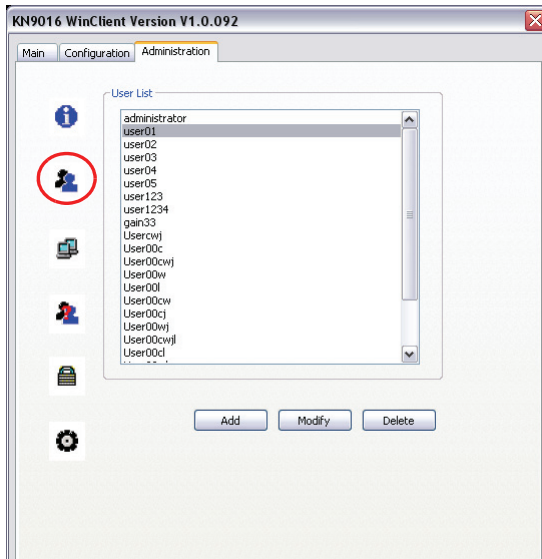 KN9016 WinClient Version V1.0.092
Main Configuration Administration
User List
administrator
user01
user02
user03
user04
user05
user123
user1234
gain33
Usercwj
User00c
User00cwj
User00w
User00l
User00cw
User00cj
User00wj
User00cwjl
User00cl
Add Modify Delete